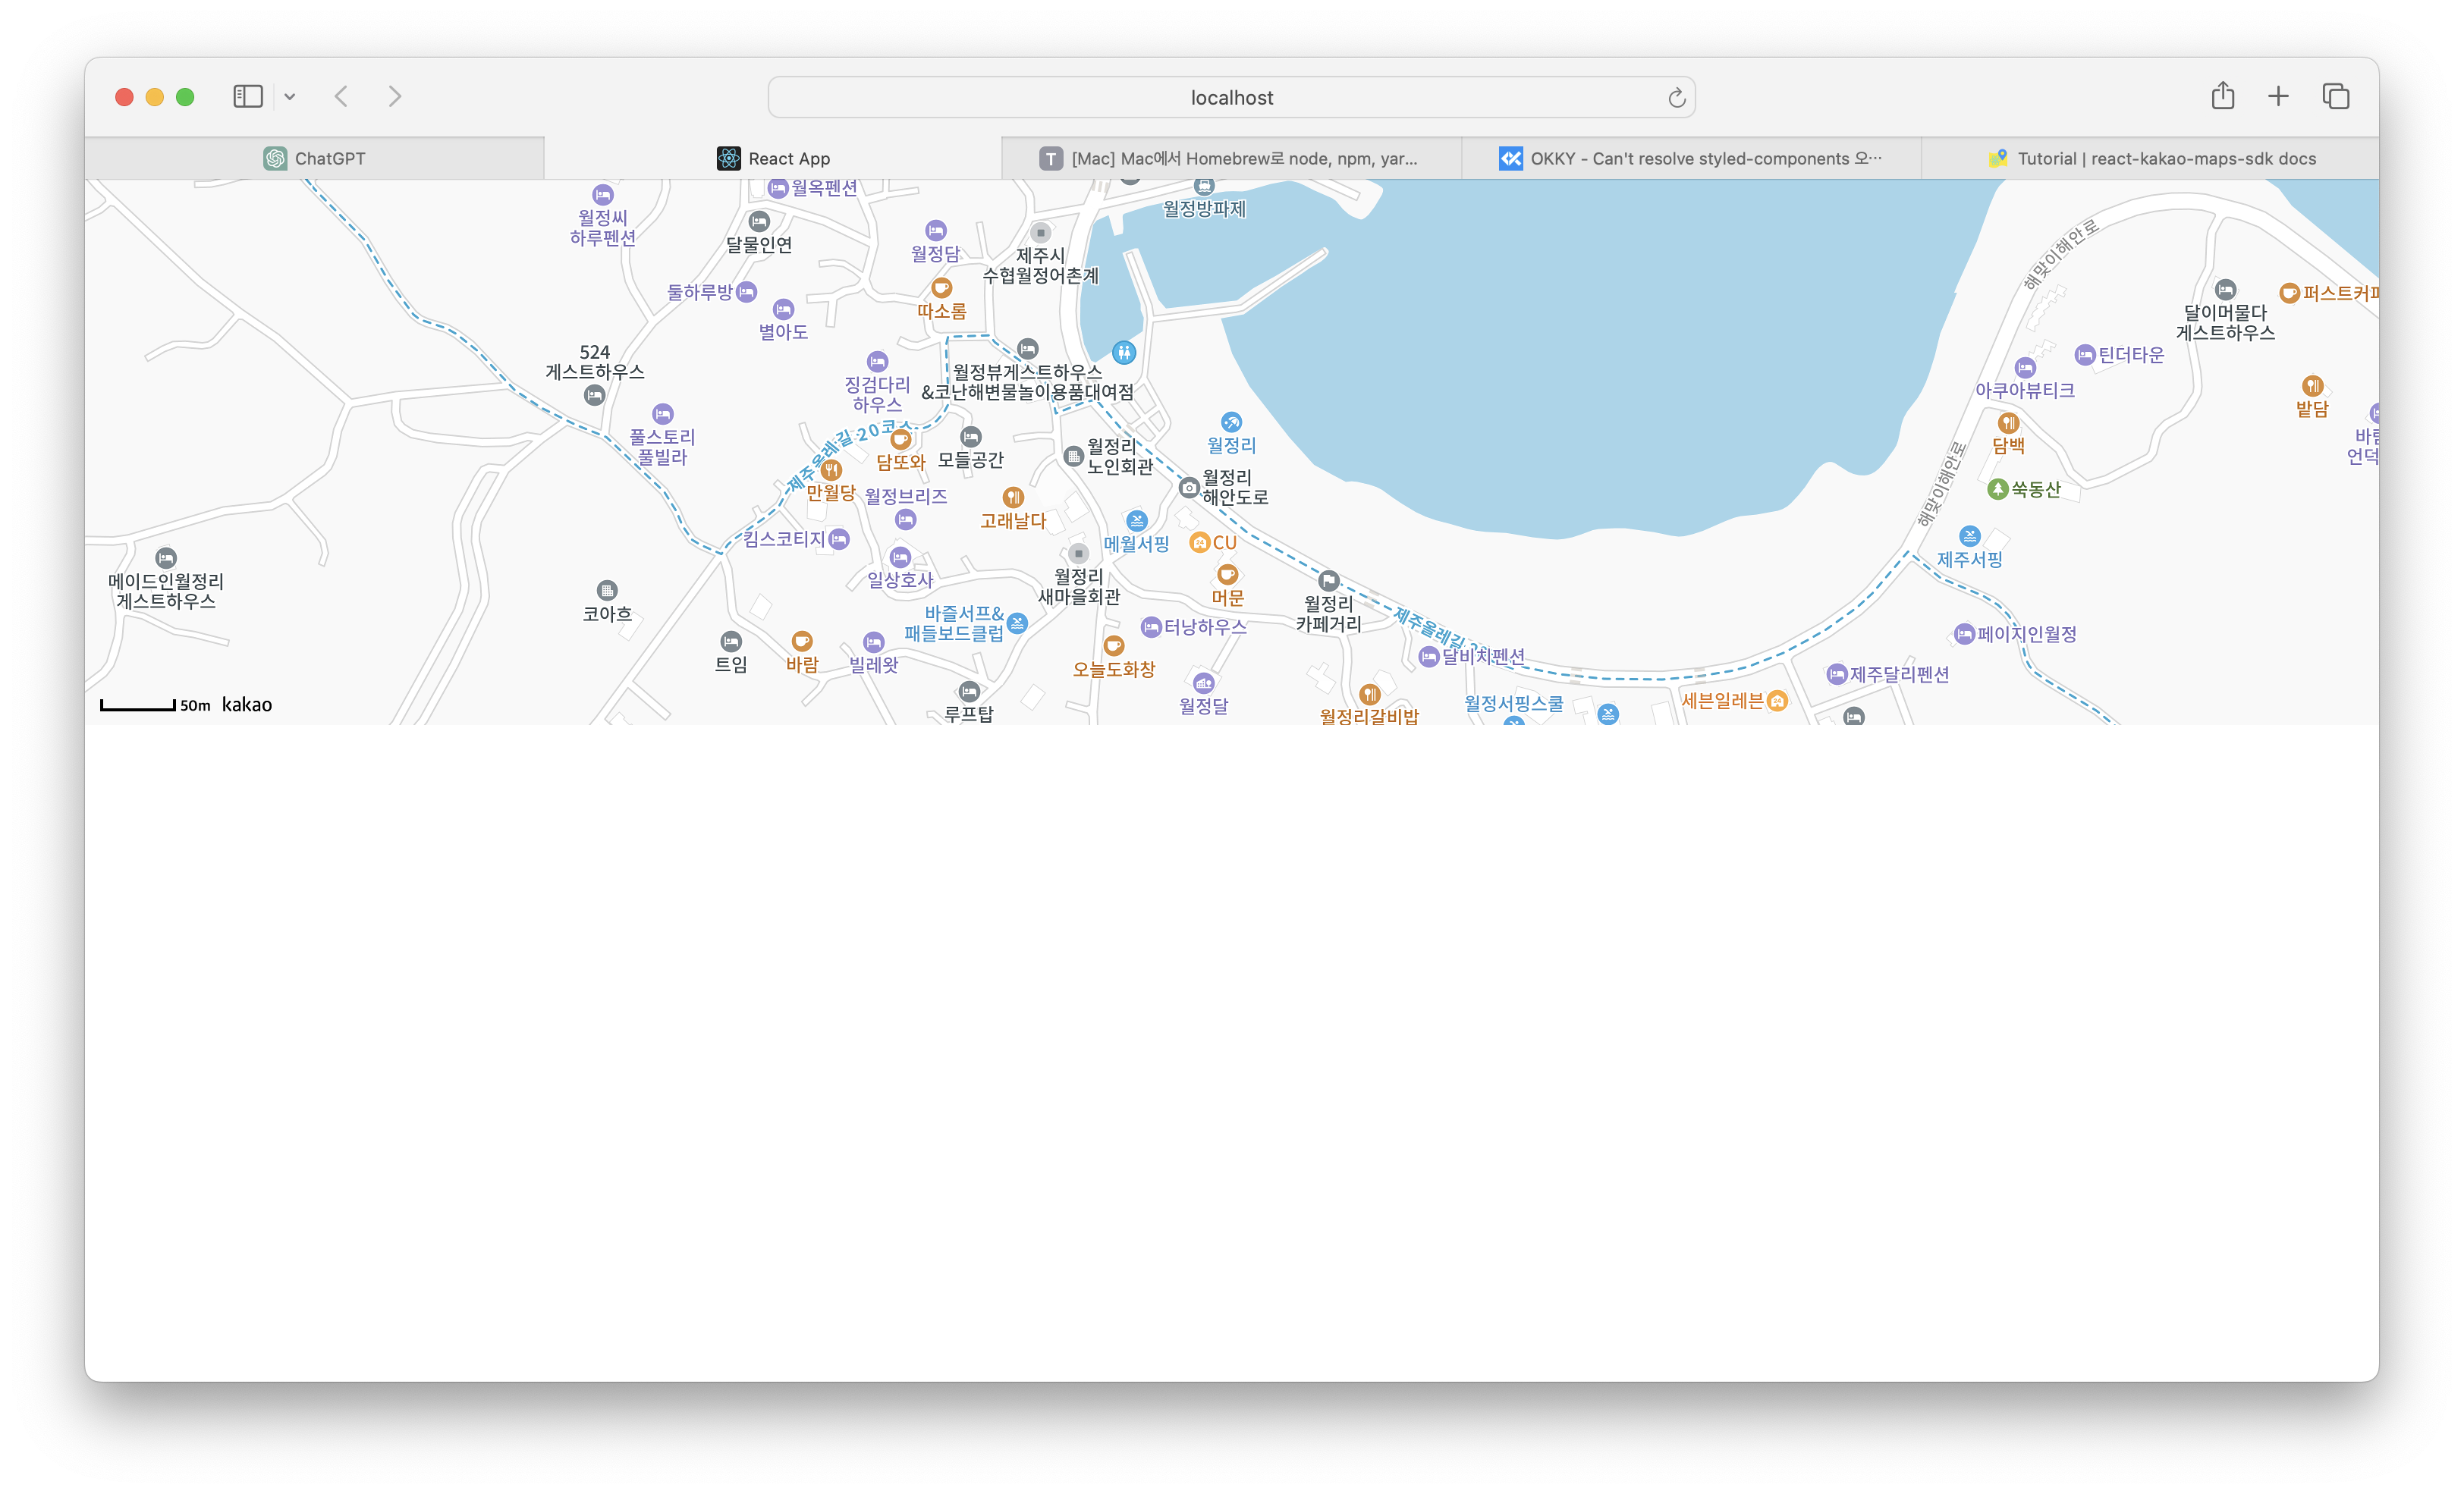 localhost
ChatGPT
React App
[Mac] Mac에서 Homebrew로 node, npm, yar...
OKKY - Can't resolve styled-components 오…
Tutorial | react-kakao-maps-sdk docs
월정씨
하루펜션
월옥펜션
달물인연
월정담
제주시
수협월정어촌계
월정방파제
해맞이해안로
둘하루방
별아도
따소롬
달이머물다
게스트하우스
퍼스트커피
524
게스트하우스
징검다리
하우스
월정뷰게스트하우스
&코난해변물놀이용품대여점
틴더타운
아쿠아뷰티크
밭담
풀스토리
풀빌라
제주올레길 20코스
담또와
모들공간
월정리
노인회관
월정리
담백
바람
언덕
만월당
월정브리즈
고래날다
월정리
해안도로
해맞이해안로
쑥동산
킴스코티지
메월서핑
CU
제주서핑
메이드인월정리
게스트하우스
코아흐
일상호사
월정리
새마을회관
머문
월정리
카페거리
바즐서프&
패들보드클럽
터낭하우스
제주올레길
달비치펜션
페이지인월정
트임
바람
빌레왓
오늘도화창
월정달
제주달리펜션
50m kakao
루프탑
월정리갈비밥
월정서핑스쿨
세븐일레븐